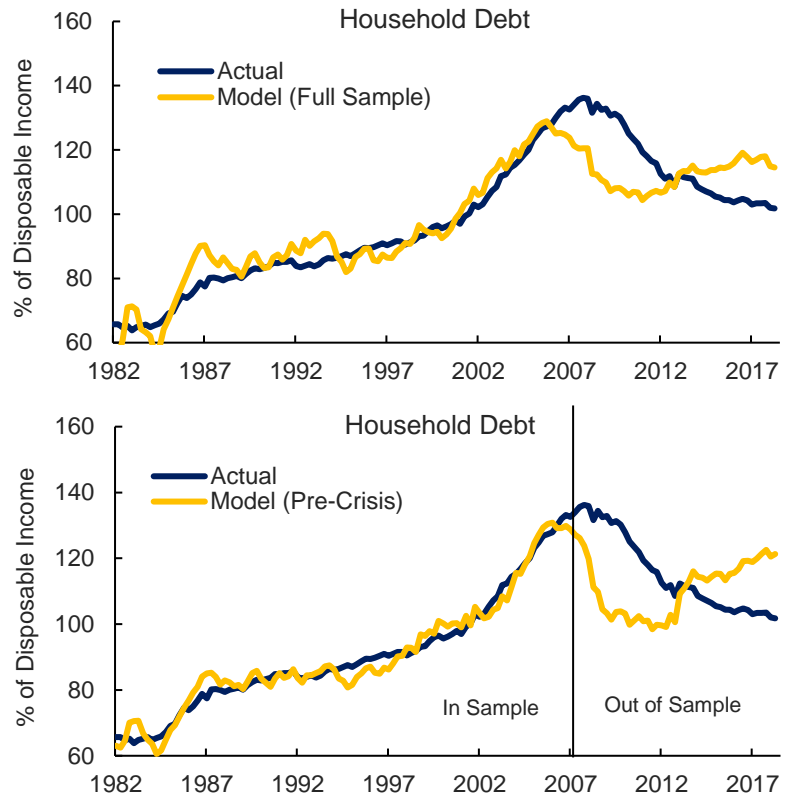 Household Debt
Actual
Model (Full Sample)
% of Disposable Income
160
140
120
100
80
60
1982 1987 1992 1997 2002 2007 2012 2017
Household Debt
Actual
Model (Pre-Crisis)
% of Disposable Income
160
140
120
100
80
60
In Sample Out of Sample
1982 1987 1992 1997 2002 2007 2012 2017